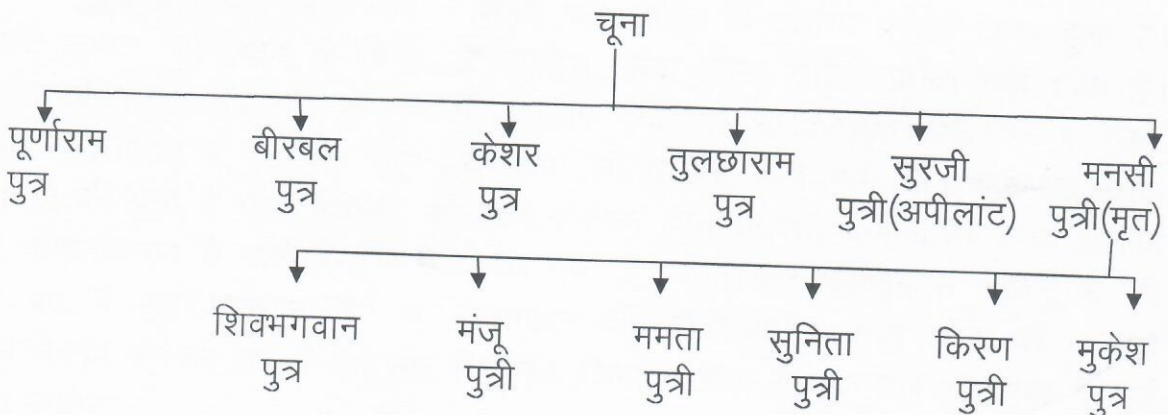 चूना
पूर्णाराम बीरबल केशर तुलछाराम सुरजी मनसी
पुत्र पुत्र पुत्र पुत्र पुत्री(अपीलांट) पुत्री(मृत)
शिवभगवान मंजू ममता सुनिता किरण मुकेश
पुत्र पुत्री पुत्री पुत्री पुत्री पुत्र